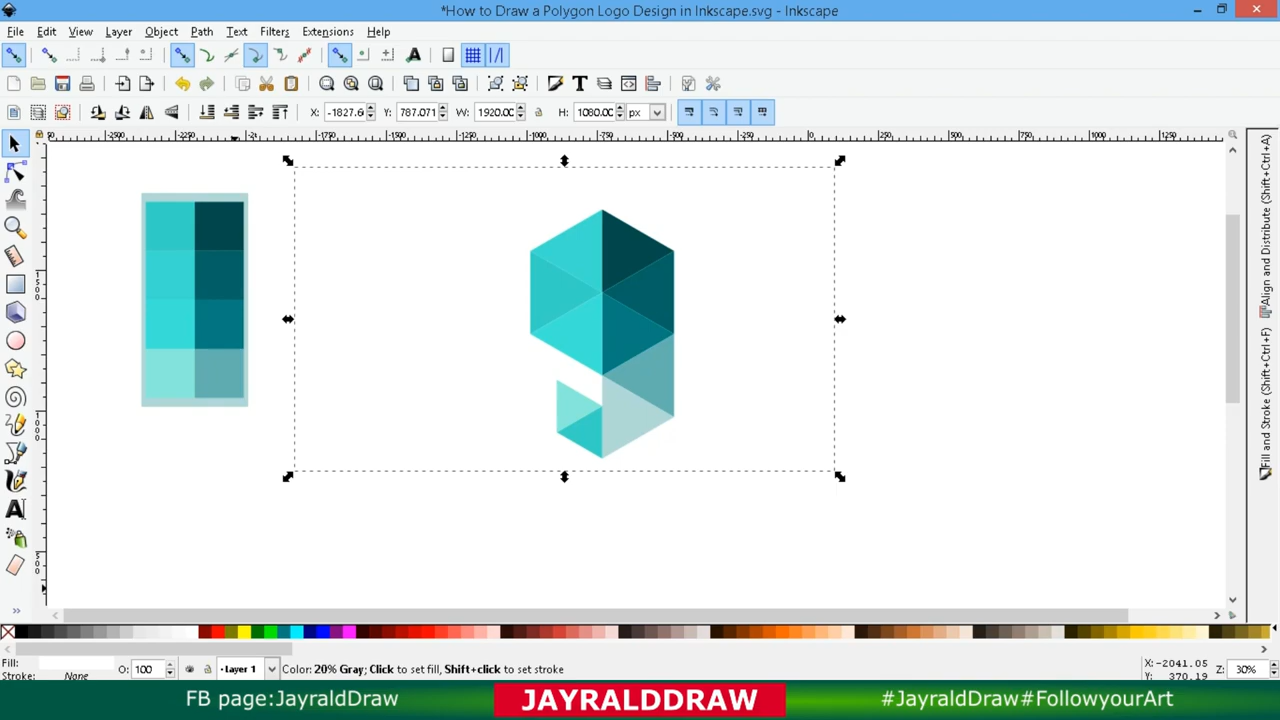 *How to Draw a Polygon Logo Design in Inkscape.svg - Inkscape
File Edit View Layer Object Path Text Filters Extensions Help
X: -1827.6 Y: 787.071 W: 1920.00 H: 1080.00 px
Align and Distribute (Shift+Ctrl+A)
Fill and Stroke (Shift+Ctrl+F)
Fill:
Stroke: None
O: 100
Layer 1
Color: 20% Gray; Click to set fill, Shift+click to set stroke
X:-2041.05
Y: 370.19
Z: 30%
FB page:JayraldDraw
JAYRALDDRAW
#JayraldDraw#FollowyourArt